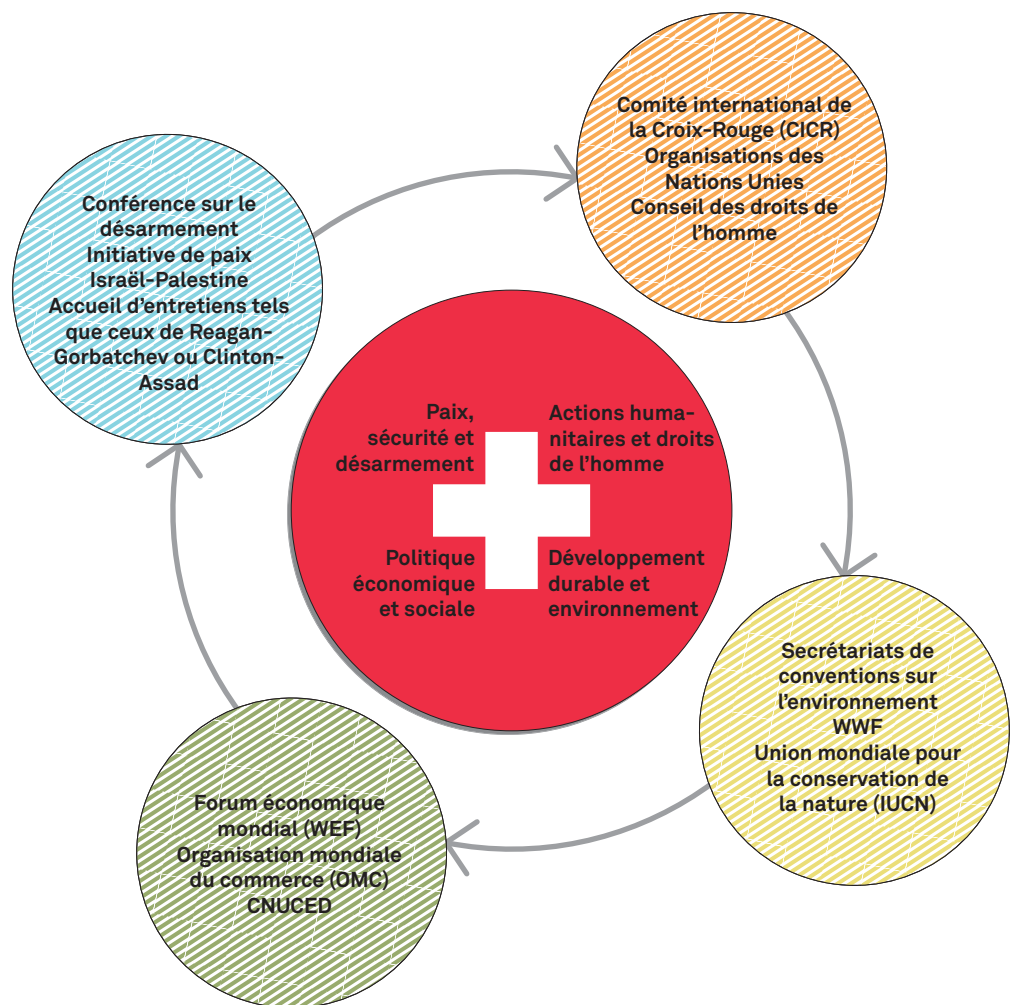 Comité international de
la Croix-Rouge (CICR)
Organisations des
Nations Unies
Conseil des droits de
l'homme
Conférence sur le
désarmement
Initiative de paix
Israël-Palestine
Accueil d'entretiens tels
que ceux de Reagan-
Gorbatchev ou Clinton-
Assad
Paix,
sécurité et
désarmement
Actions huma-
nitaires et droits
de l'homme
Politique
économique
et sociale
Développement
durable et
environnement
Secrétariats de
conventions sur
l'environnement
WWF
Union mondiale pour
la conservation de
la nature (IUCN)
Forum économique
mondial (WEF)
Organisation mondiale
du commerce (OMC)
CNUCED